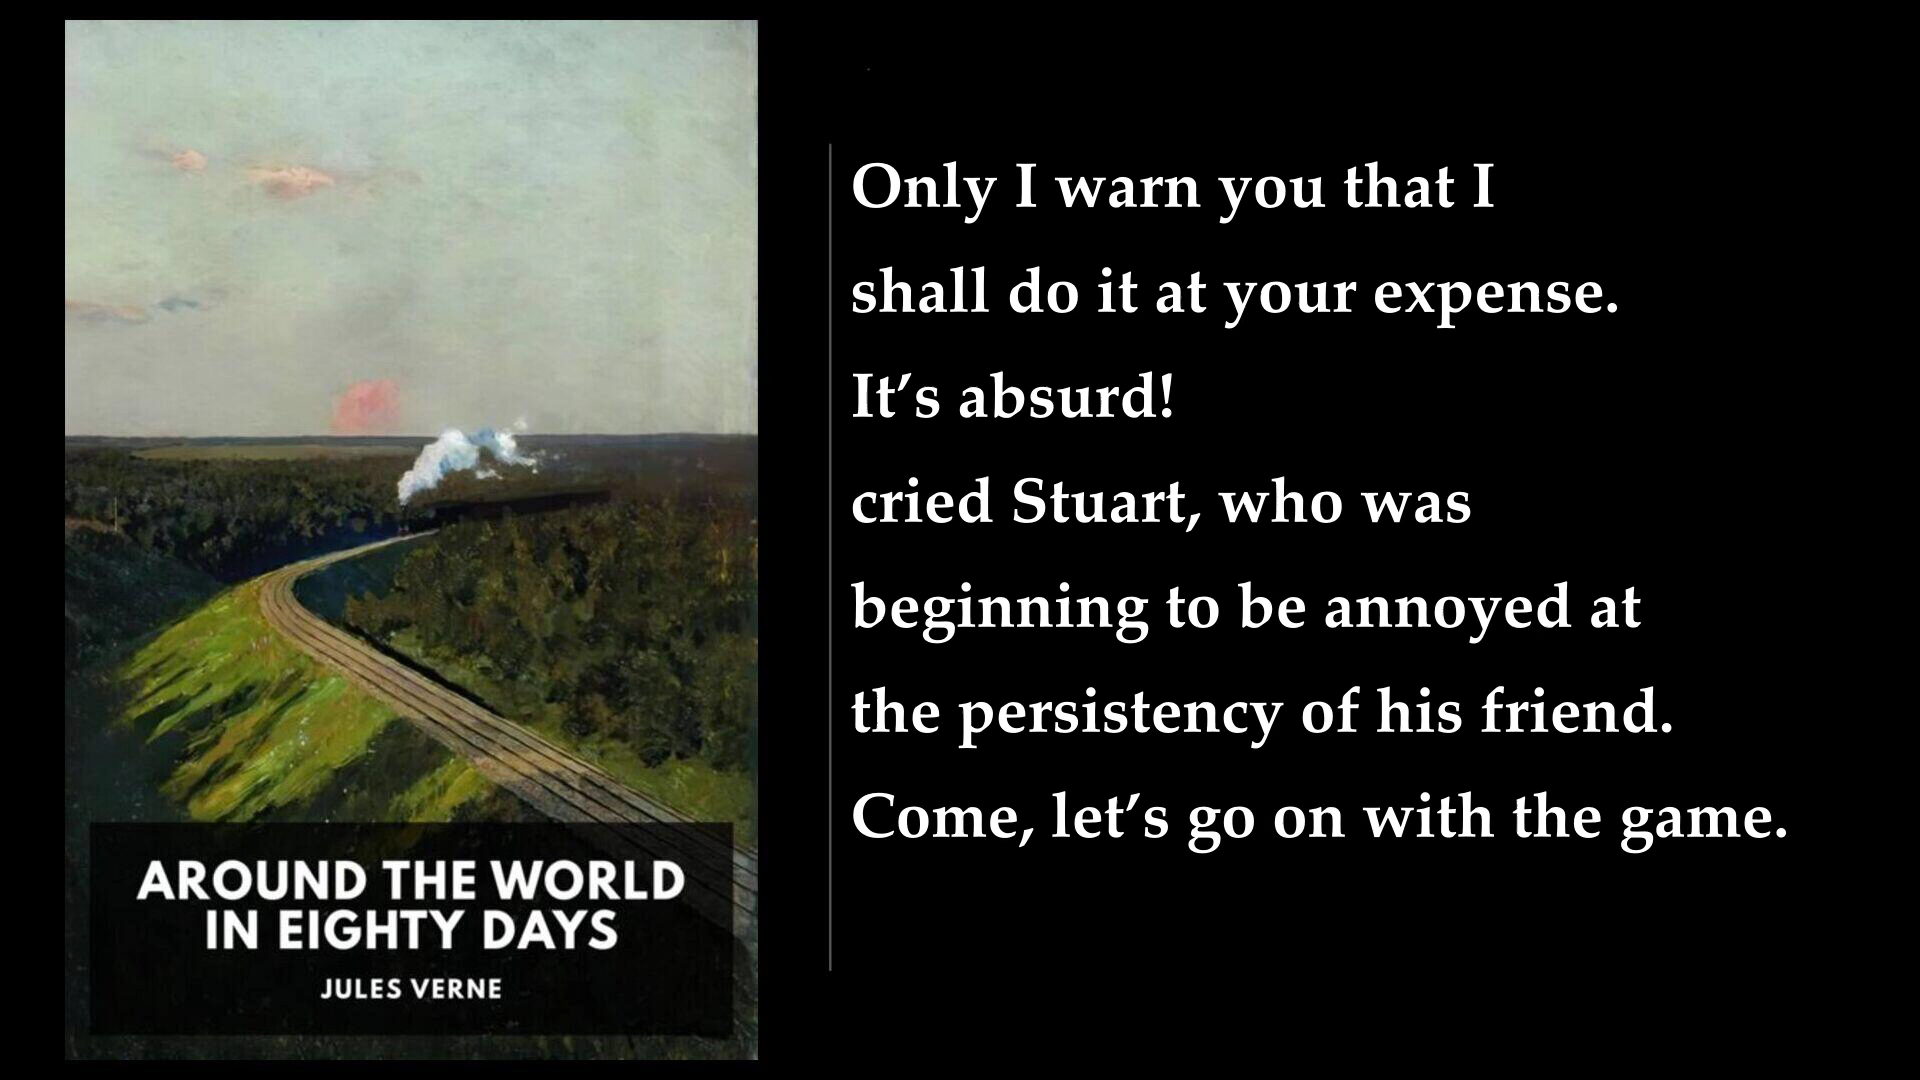 Only I warn you that I
shall do it at your expense.
It’s absurd!
cried Stuart, who was
beginning to be annoyed at
the persistency of his friend.
Come, let’s go on with the game.
AROUND THE WORLD
IN EIGHTY DAYS
JULES VERNE